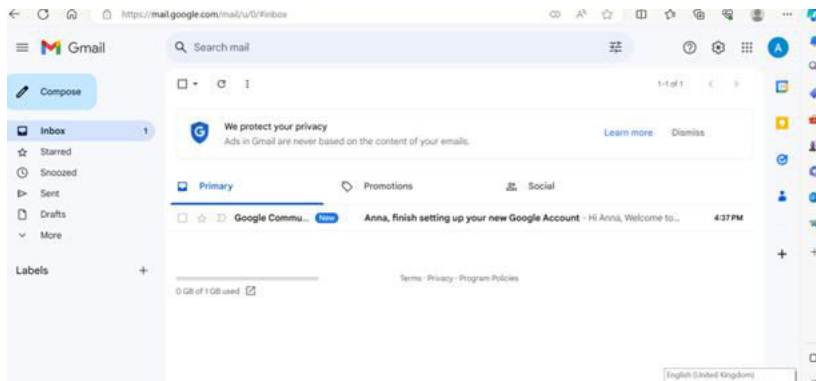 https://mail.google.com/mail/u/0/#inbox
Gmail
Search mail
A
Compose
1-1 of 1
Inbox 1
Starred
Snoozed
Sent
Drafts
More
Labels
We protect your privacy
Ads in Gmail are never based on the content of your emails.
Learn more Dismiss
Primary Promotions Social
Google Commu... New Anna, finish setting up your new Google Account - Hi Anna, Welcome to... 4:37 PM
0 GB of 1 GB used
Terms · Privacy · Program Policies
English (United Kingdom)